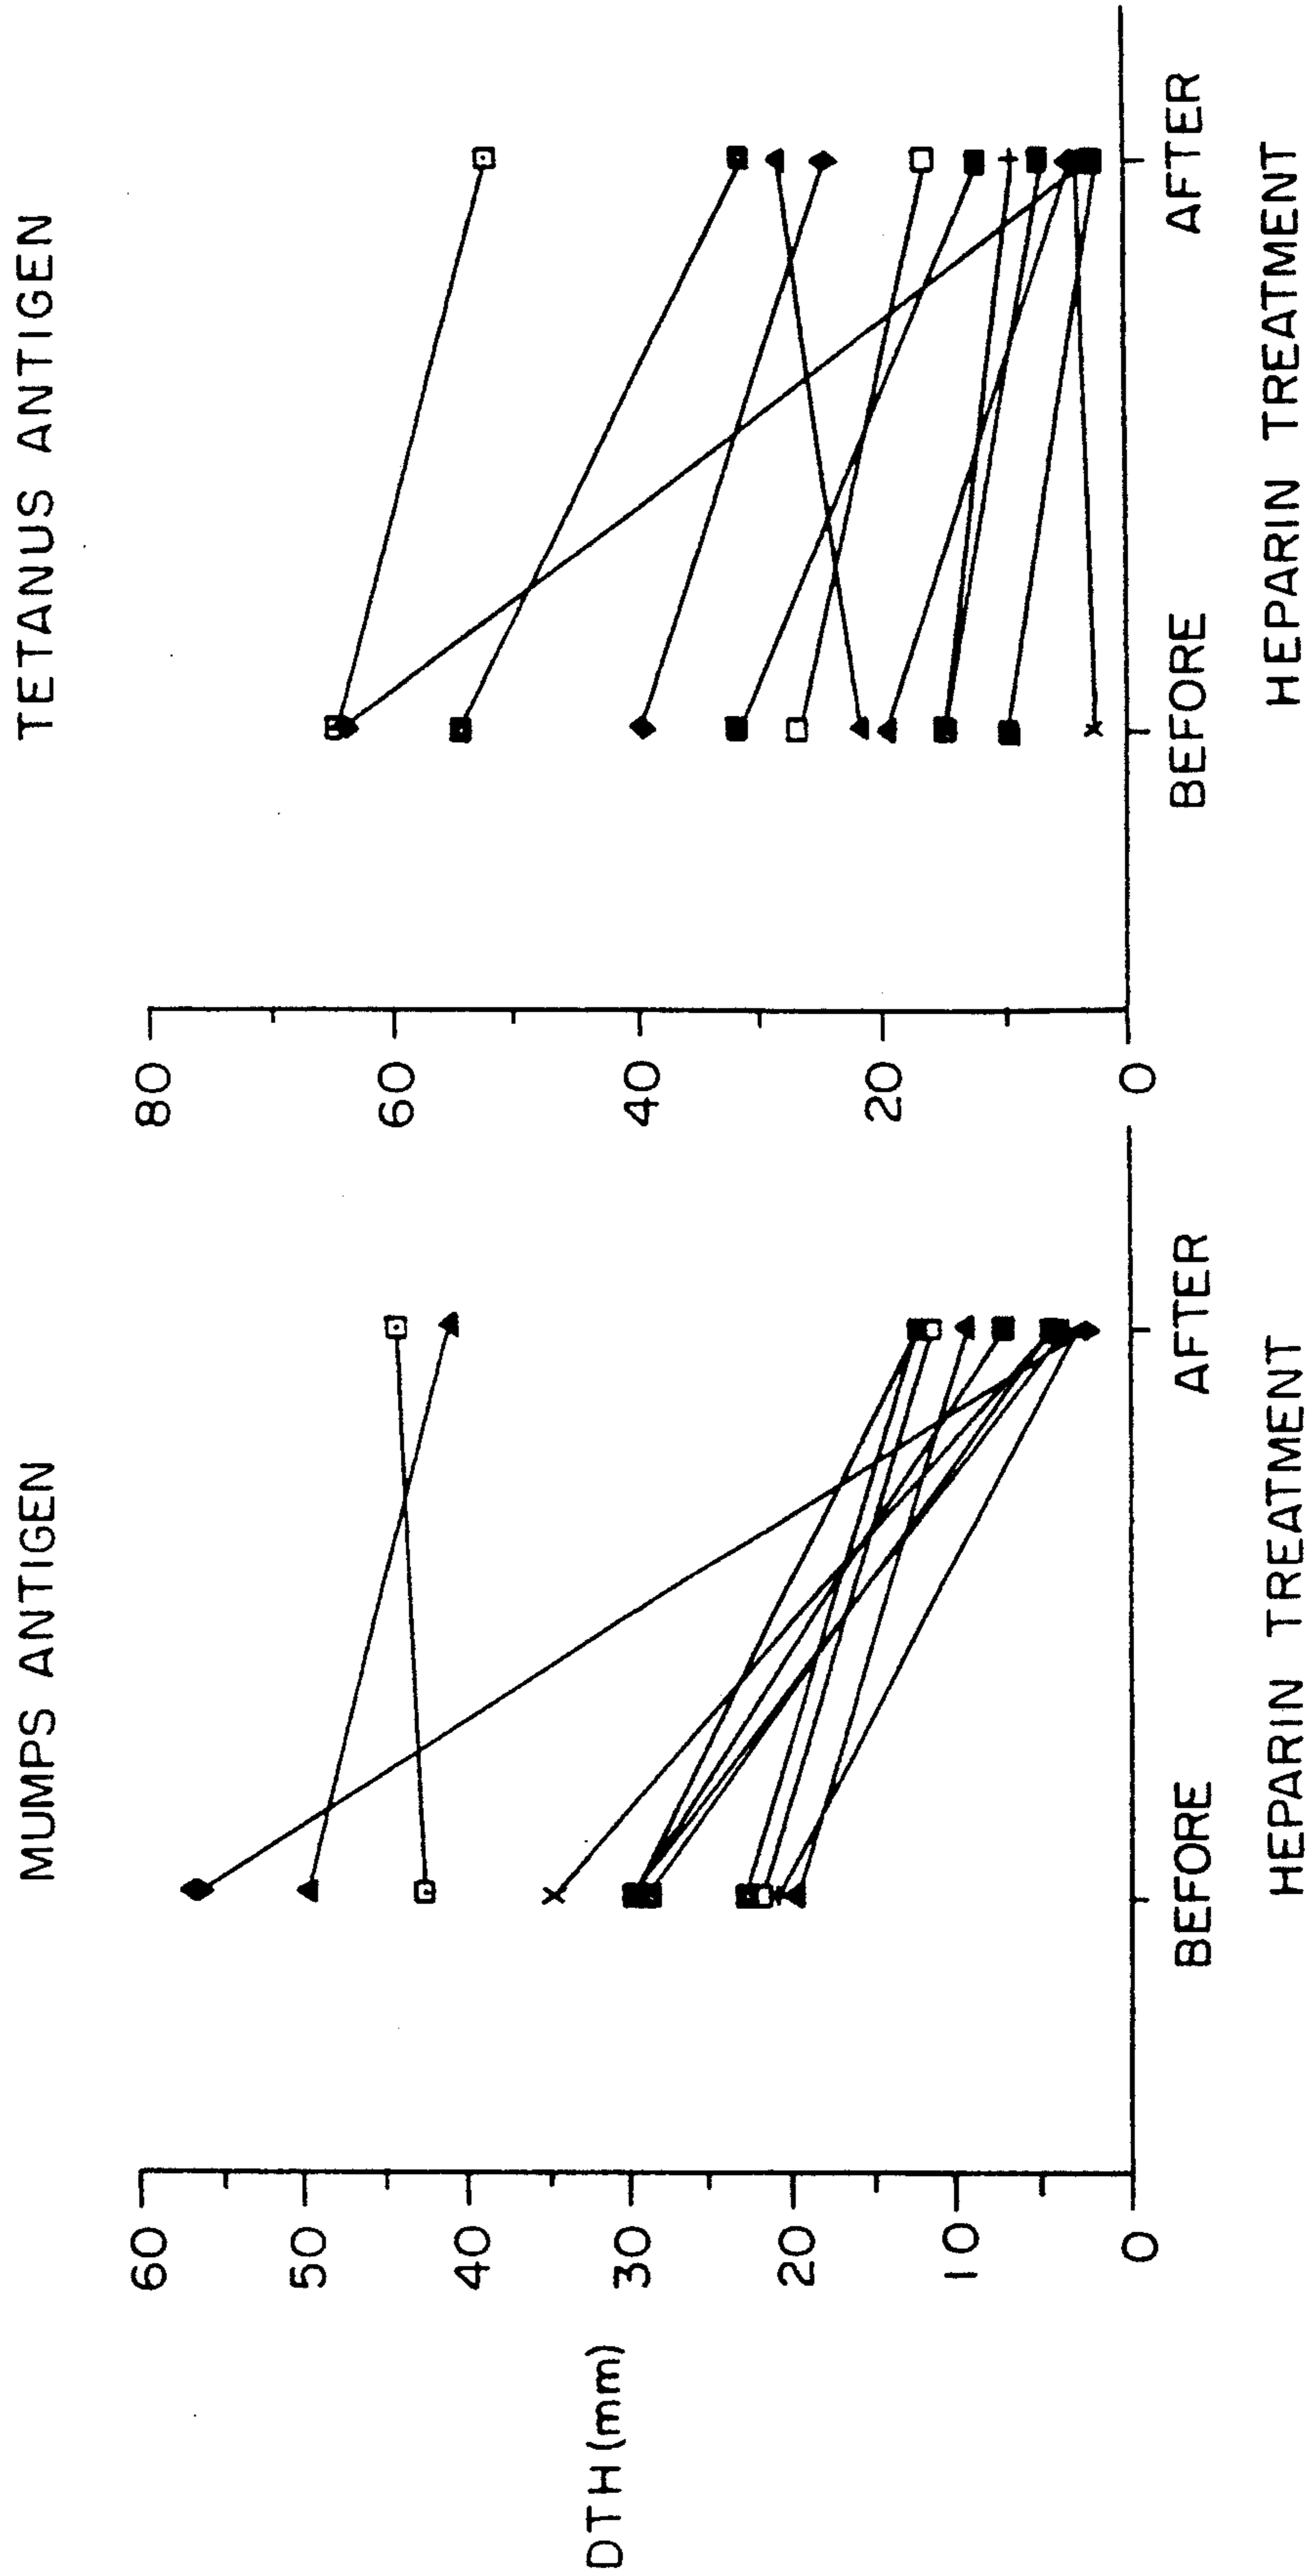 MUMPS ANTIGEN
DTH (mm)
60
50
40
30
20
10
0
BEFORE
AFTER
HEPARIN TREATMENT
TETANUS ANTIGEN
80
60
40
20
0
BEFORE
AFTER
HEPARIN TREATMENT